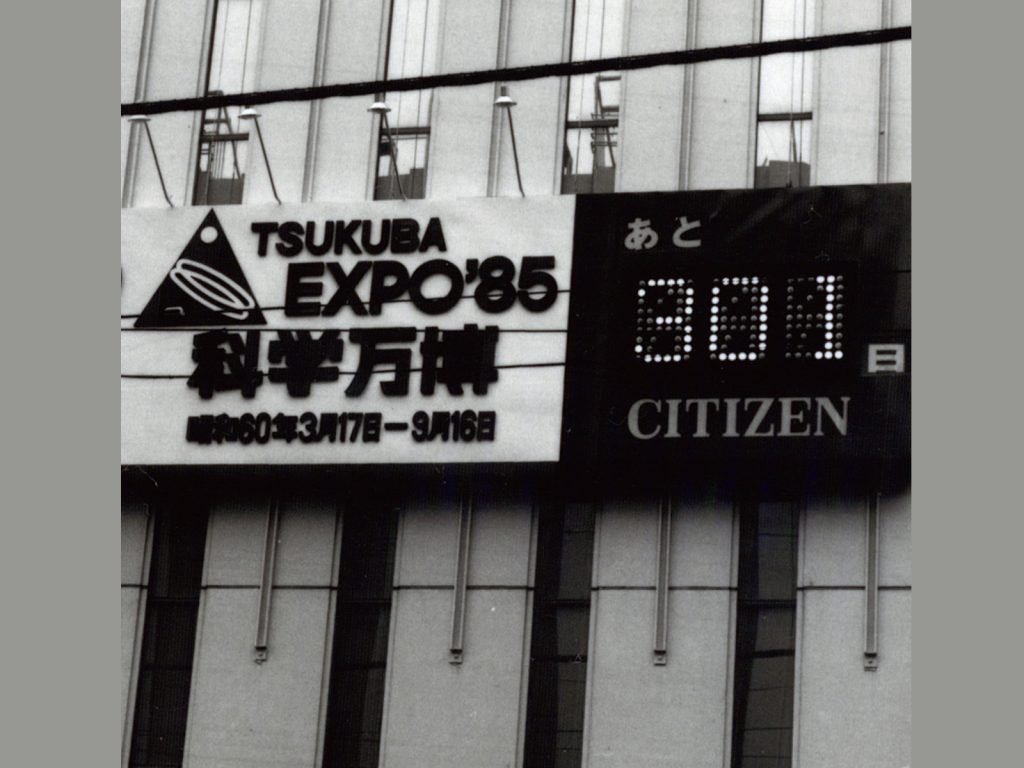 TSUKUBA
EXPO'85
科学万博
昭和60年3月17日－9月16日
あと
301
日
CITIZEN